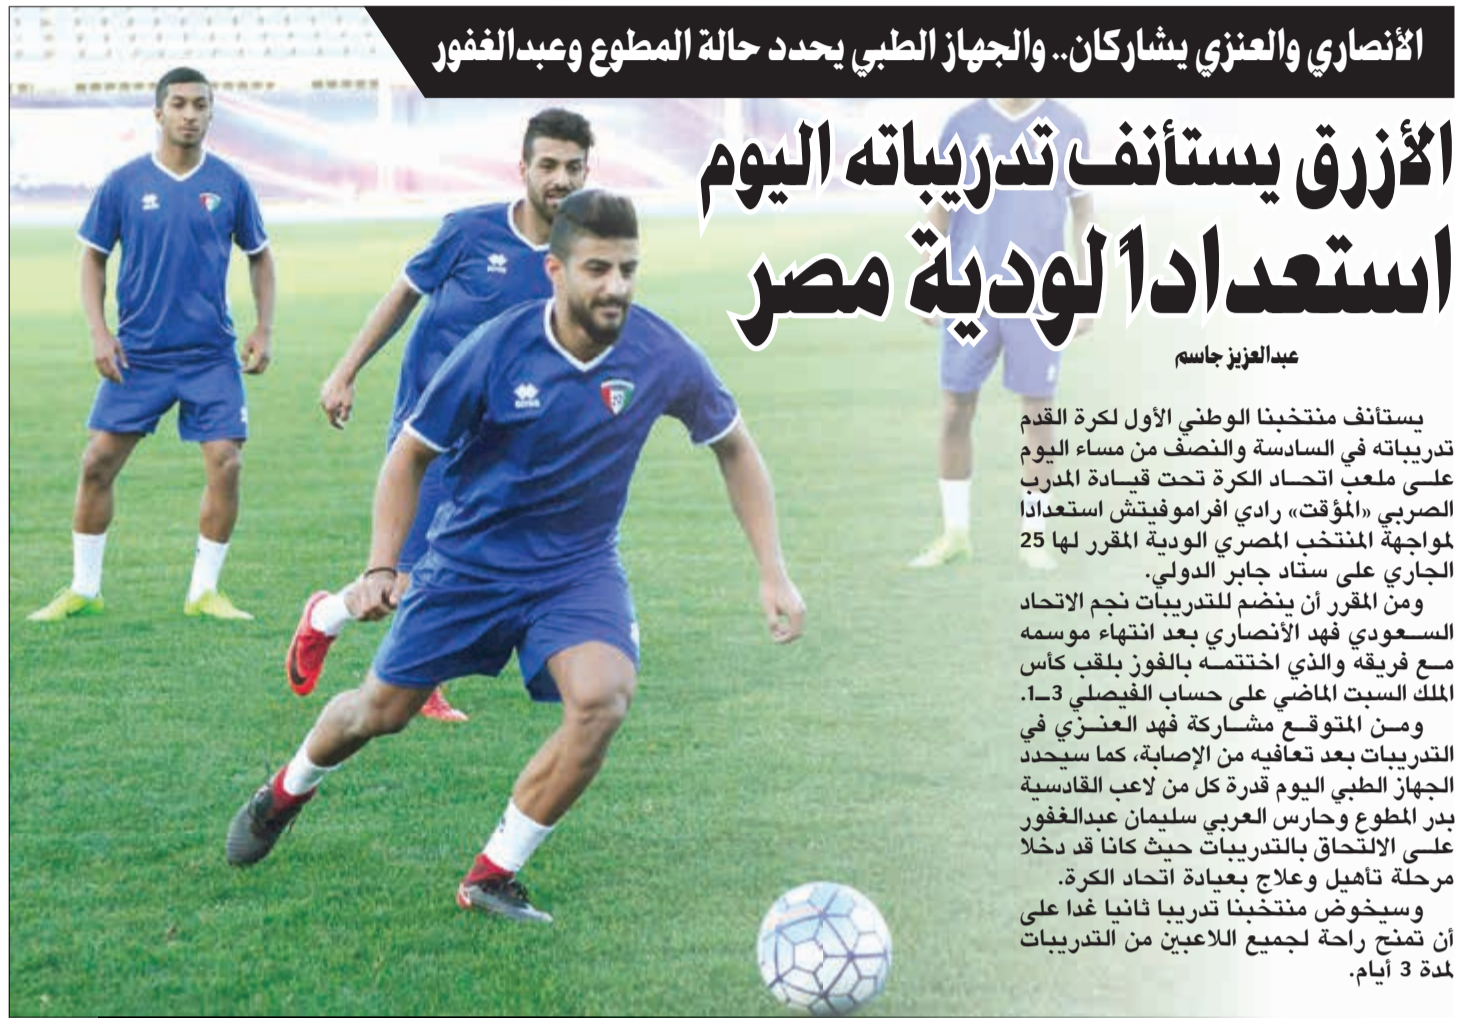 الأنصاري والعنزي يشاركان.. والجهاز الطبي يحدد حالة المطوع وعبدالغفور
الأزرق يستأنف تدريباته اليوم
استعداداً لودية مصر
عبدالعزيز جاسم
يستأنف منتخبنا الوطني الأول لكرة القدم
تدريباته في السادسة والنصف من مساء اليوم
على ملعب اتحاد الكرة تحت قيادة المدرب
الصربي «المؤقت» رادي افراموفيتش استعدادا
لمواجهة المنتخب المصري الودية المقرر لها 25
الجاري على ستاد جابر الدولي.
ومن المقرر أن ينضم للتدريبات نجم الاتحاد
السعودي فهد الأنصاري بعد انتهاء موسمه
مع فريقه والذي اختتمه بالفوز بلقب كأس
الملك السبت الماضي على حساب الفيصلي 3-1.
ومن المتوقع مشاركة فهد العنزي في
التدريبات بعد تعافيه من الإصابة، كما سيحدد
الجهاز الطبي اليوم قدرة كل من لاعب القادسية
بدر المطوع وحارس العربي سليمان عبدالغفور
على الالتحاق بالتدريبات حيث كانا قد دخلا
مرحلة تأهيل وعلاج بعيادة اتحاد الكرة.
وسيخوض منتخبنا تدريبا ثانيا غدا على
أن تمنح راحة لجميع اللاعبين من التدريبات
لمدة 3 أيام.